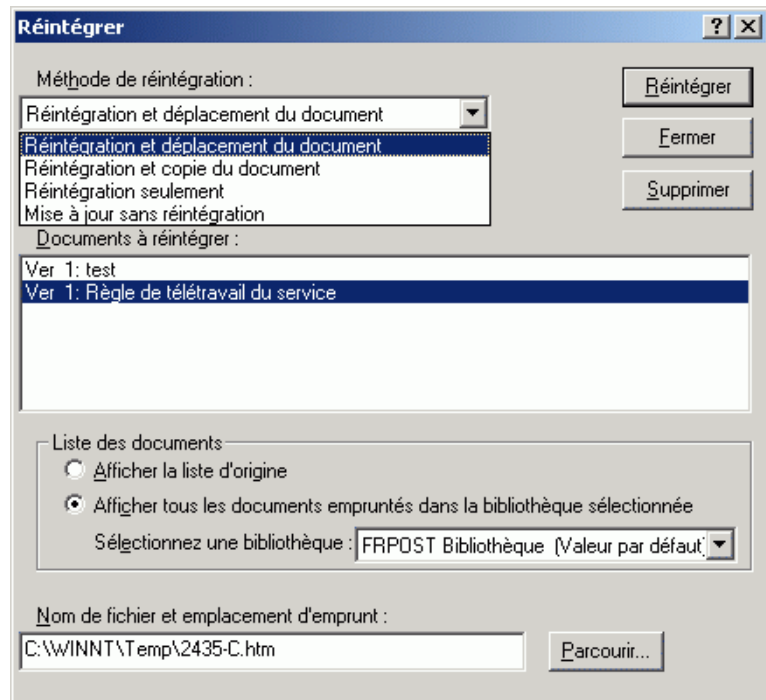 Réintégrer
Méthode de réintégration :
Réintégrer
Réintégration et déplacement du document
Fermer
Réintégration et déplacement du document
Réintégration et copie du document
Réintégration seulement
Supprimer
Mise à jour sans réintégration
Documents à réintégrer :
Ver 1: test
Ver 1: Règle de télétravail du service
Liste des documents
Afficher la liste d'origine
Afficher tous les documents empruntés dans la bibliothèque sélectionnée
Sélectionnez une bibliothèque : FRPOST Bibliothèque (Valeur par défaut)
Nom de fichier et emplacement d'emprunt :
C:\WINNT\Temp\2435-C.htm
Parcourir...